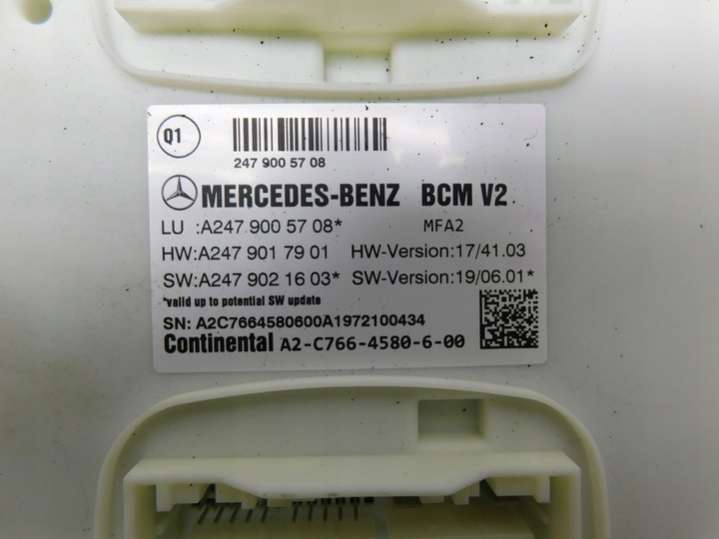 Q1
247 900 57 08
MERCEDES-BENZ BCM V2
LU :A247 900 57 08* MFA2
HW:A247 901 79 01 HW-Version:17/41.03
SW:A247 902 16 03* SW-Version:19/06.01*
*valid up to potential SW update
SN: A2C7664580600A1972100434
Continental A2-C766-4580-6-00